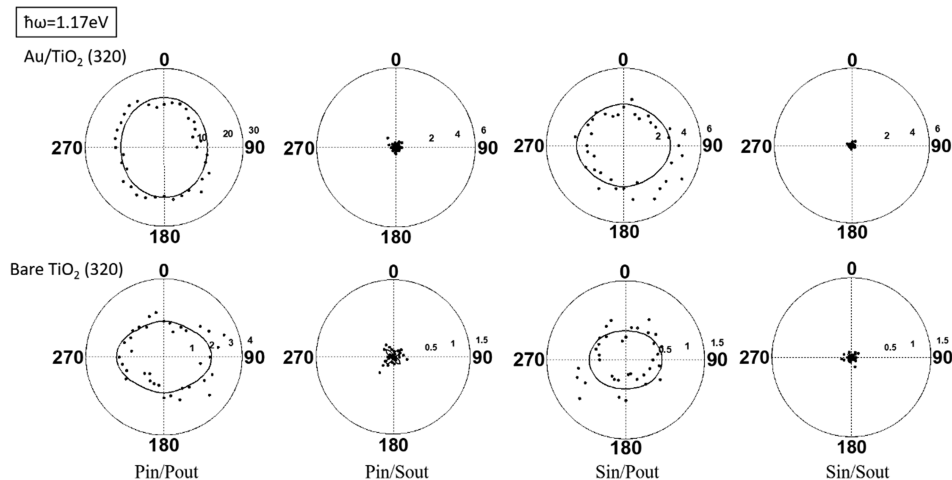 ħω=1.17eV
Au/TiO₂ (320)
0 0 0 0
10 20 30
2 4 6
2 4 6
2 4 6
270 90 270 90 270 90 270 90
180 180 180 180
Bare TiO₂ (320)
0 0 0 0
1 2 3 4
0.5 1 1.5
0.5 1 1.5
0.5 1 1.5
270 90 270 90 270 90 270 90
180 180 180 180
Pin/Pout Pin/Sout Sin/Pout Sin/Sout